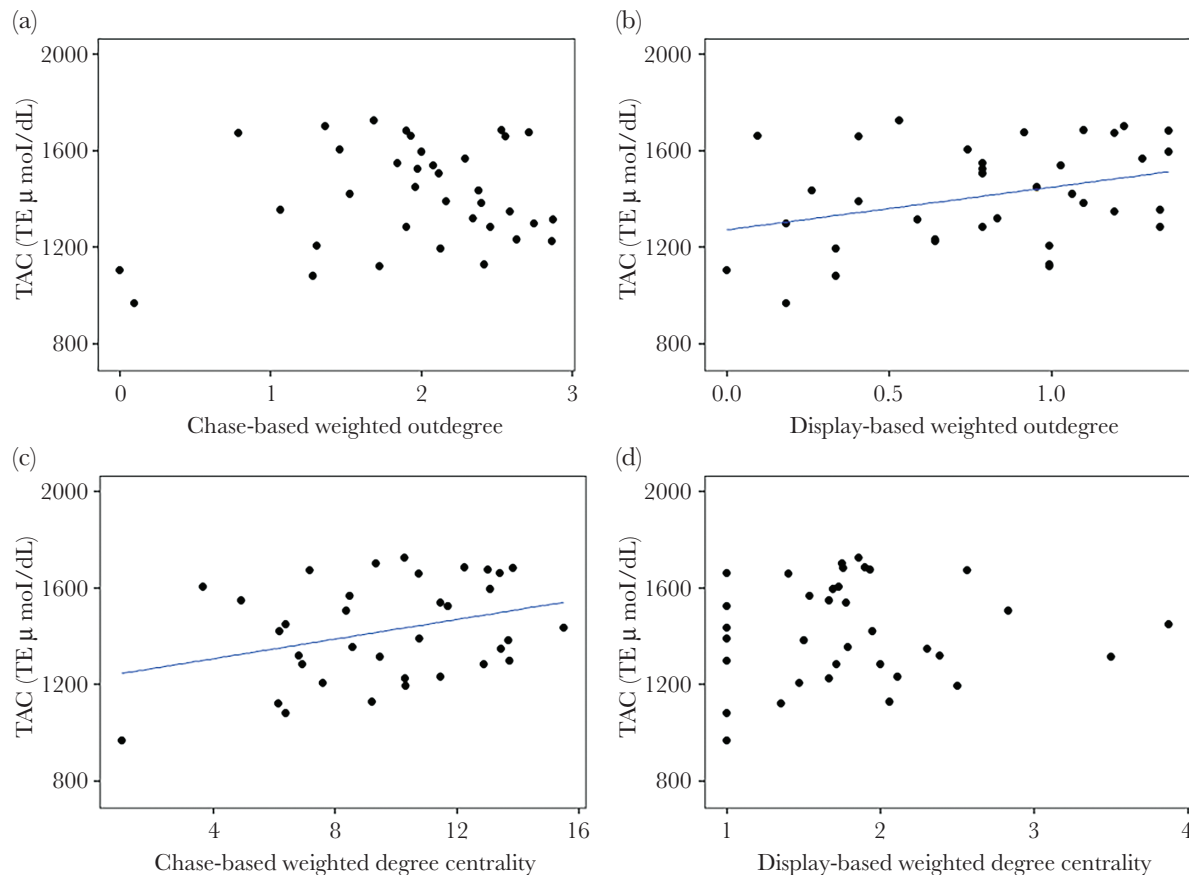 (a)
(b)
2000
1600
1200
800
TAC (TE µ moI/dL)
0
1
2
3
Chase-based weighted outdegree
2000
1600
1200
800
TAC (TE µ moI/dL)
0.0
0.5
1.0
Display-based weighted outdegree
(c)
(d)
2000
1600
1200
800
TAC (TE µ moI/dL)
4
8
12
16
Chase-based weighted degree centrality
2000
1600
1200
800
TAC (TE µ moI/dL)
1
2
3
4
Display-based weighted degree centrality